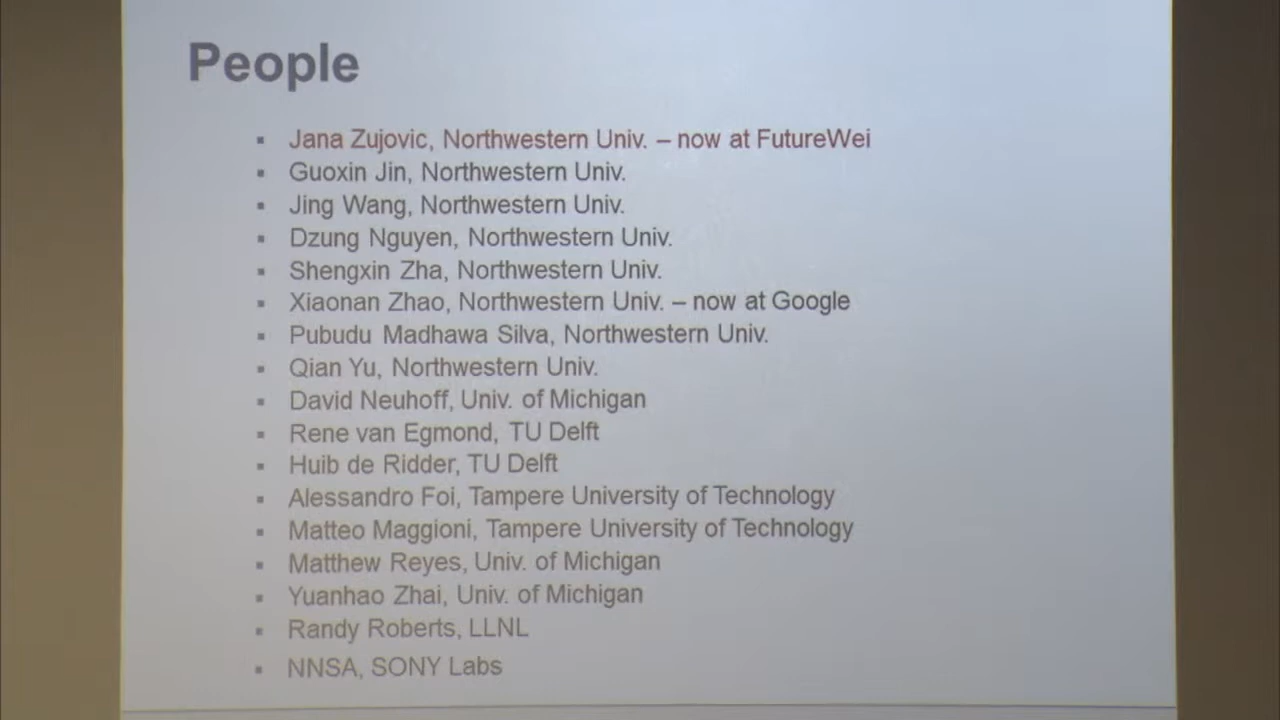 People
▪ Jana Zujovic, Northwestern Univ. – now at FutureWei
▪ Guoxin Jin, Northwestern Univ.
▪ Jing Wang, Northwestern Univ.
▪ Dzung Nguyen, Northwestern Univ.
▪ Shengxin Zha, Northwestern Univ.
▪ Xiaonan Zhao, Northwestern Univ. – now at Google
▪ Pubudu Madhawa Silva, Northwestern Univ.
▪ Qian Yu, Northwestern Univ.
▪ David Neuhoff, Univ. of Michigan
▪ Rene van Egmond, TU Delft
▪ Huib de Ridder, TU Delft
▪ Alessandro Foi, Tampere University of Technology
▪ Matteo Maggioni, Tampere University of Technology
▪ Matthew Reyes, Univ. of Michigan
▪ Yuanhao Zhai, Univ. of Michigan
▪ Randy Roberts, LLNL
▪ NNSA, SONY Labs